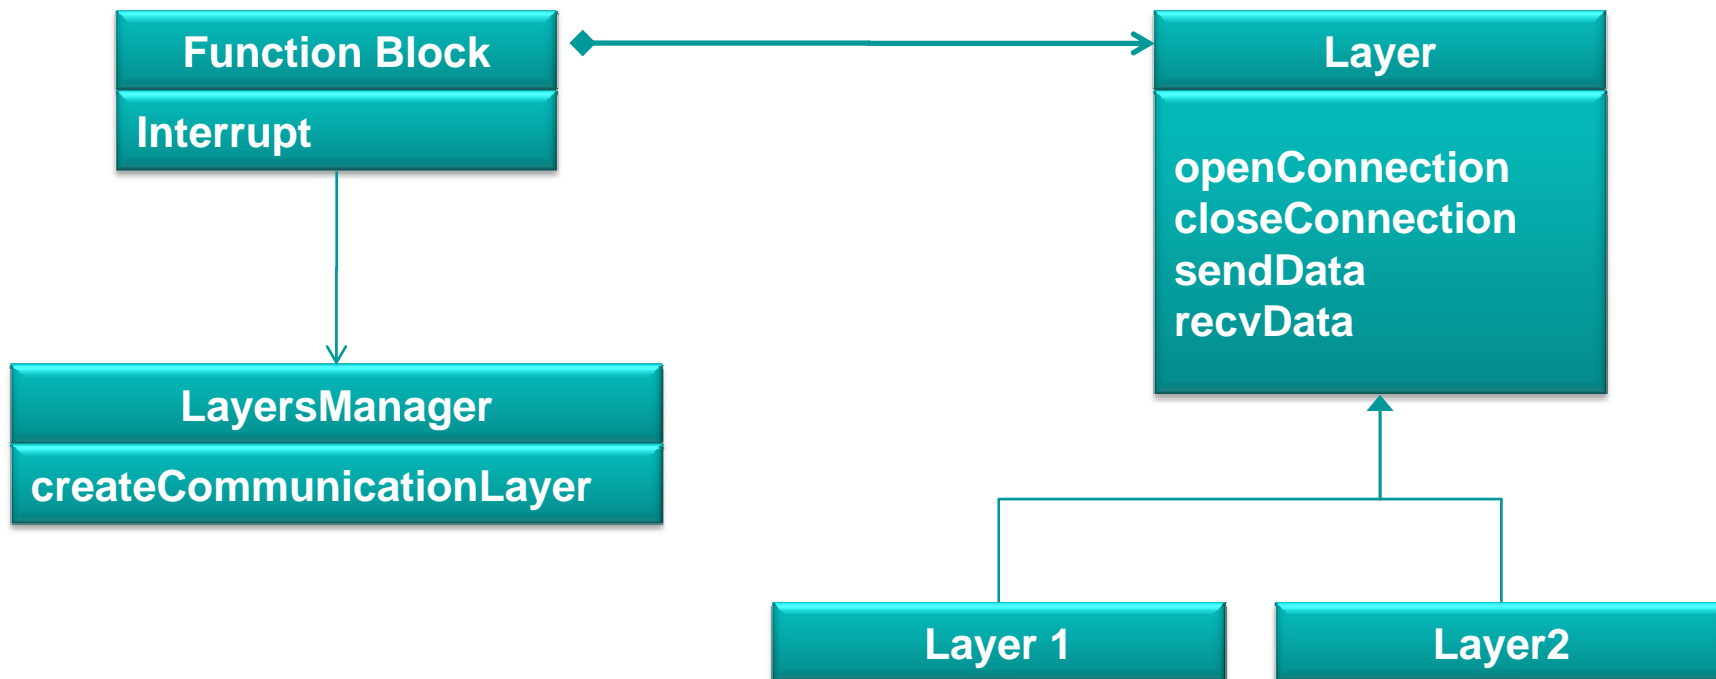 Function Block
Interrupt
Layer
openConnection
closeConnection
sendData
recvData
LayersManager
createCommunicationLayer
Layer 1
Layer2